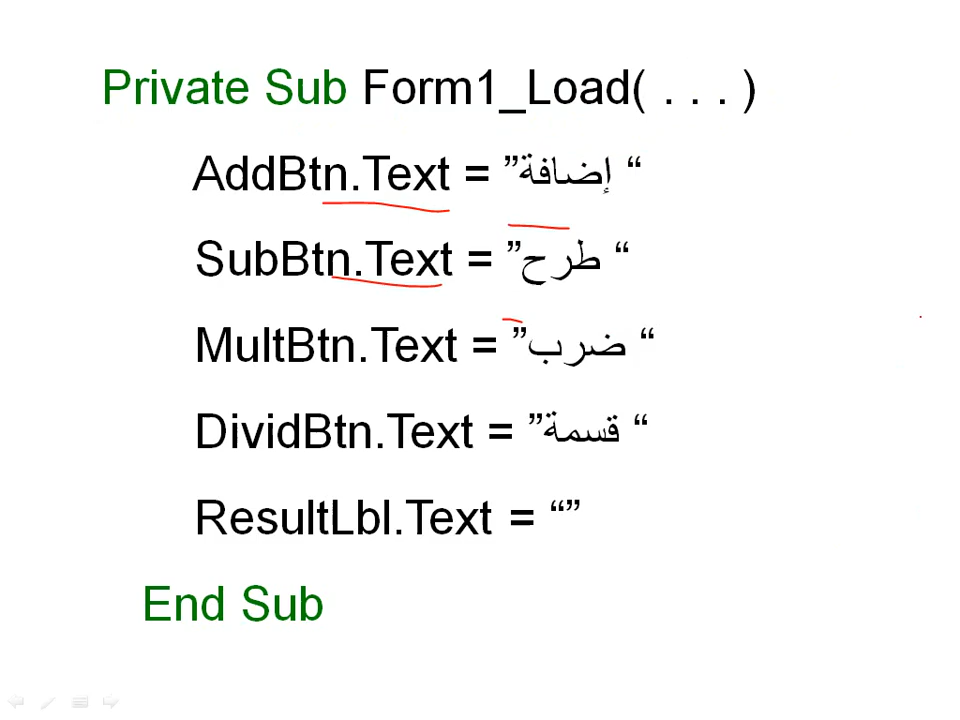 Private Sub Form1_Load( . . . )
AddBtn.Text = ”إضافة “
SubBtn.Text = ”طرح “
MultBtn.Text = ”ضرب “
DividBtn.Text = ”قسمة “
ResultLbl.Text = “”
End Sub